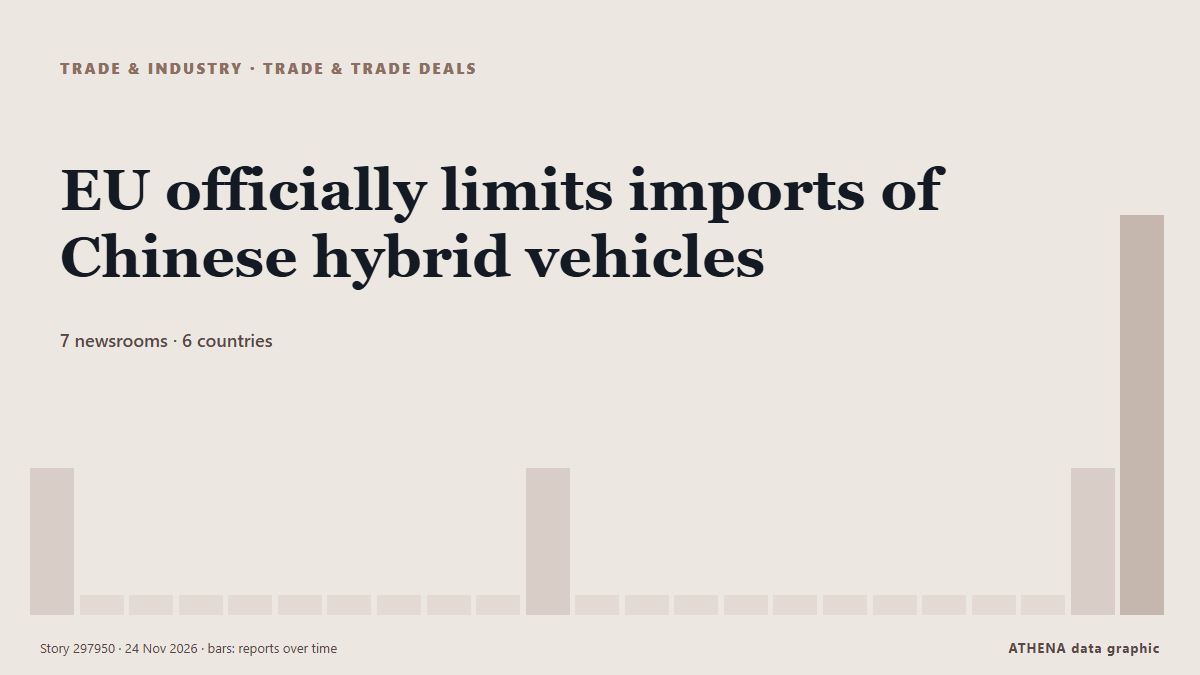 TRADE & INDUSTRY · TRADE & TRADE DEALS
EU officially limits imports of
Chinese hybrid vehicles
7 newsrooms · 6 countries
Story 297950 · 24 Nov 2026 · bars: reports over time
ATHENA data graphic